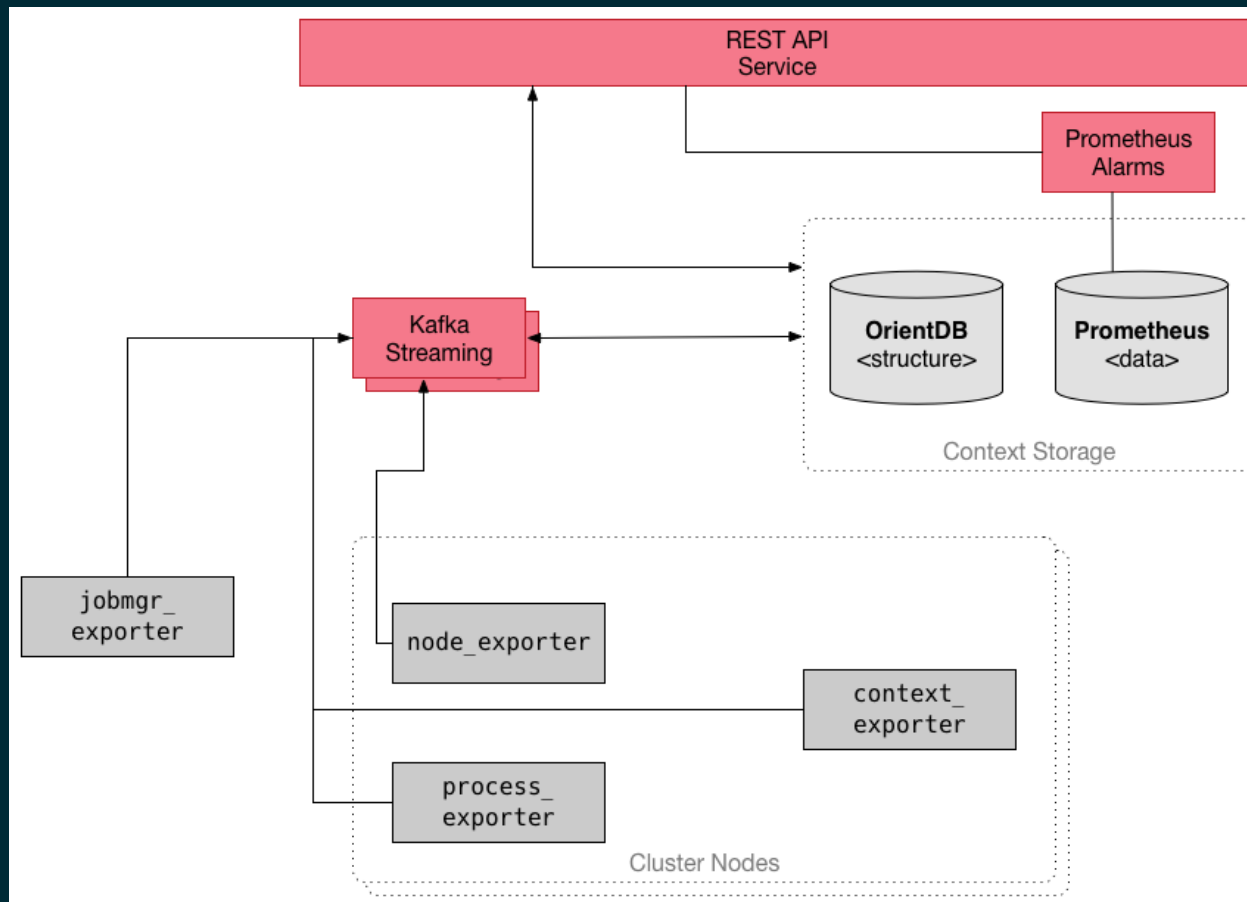 REST API
Service
Prometheus
Alarms
Kafka
Streaming
OrientDB
<structure>
Prometheus
<data>
Context Storage
jobmgr_
exporter
node_exporter
context_
exporter
process_
exporter
Cluster Nodes